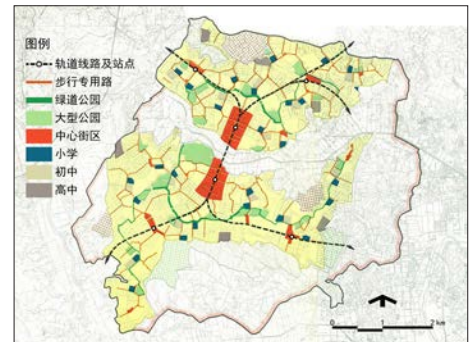 图例
轨道线路及站点
步行专用路
绿道公园
大型公园
中心街区
小学
初中
高中
0 1 2 km